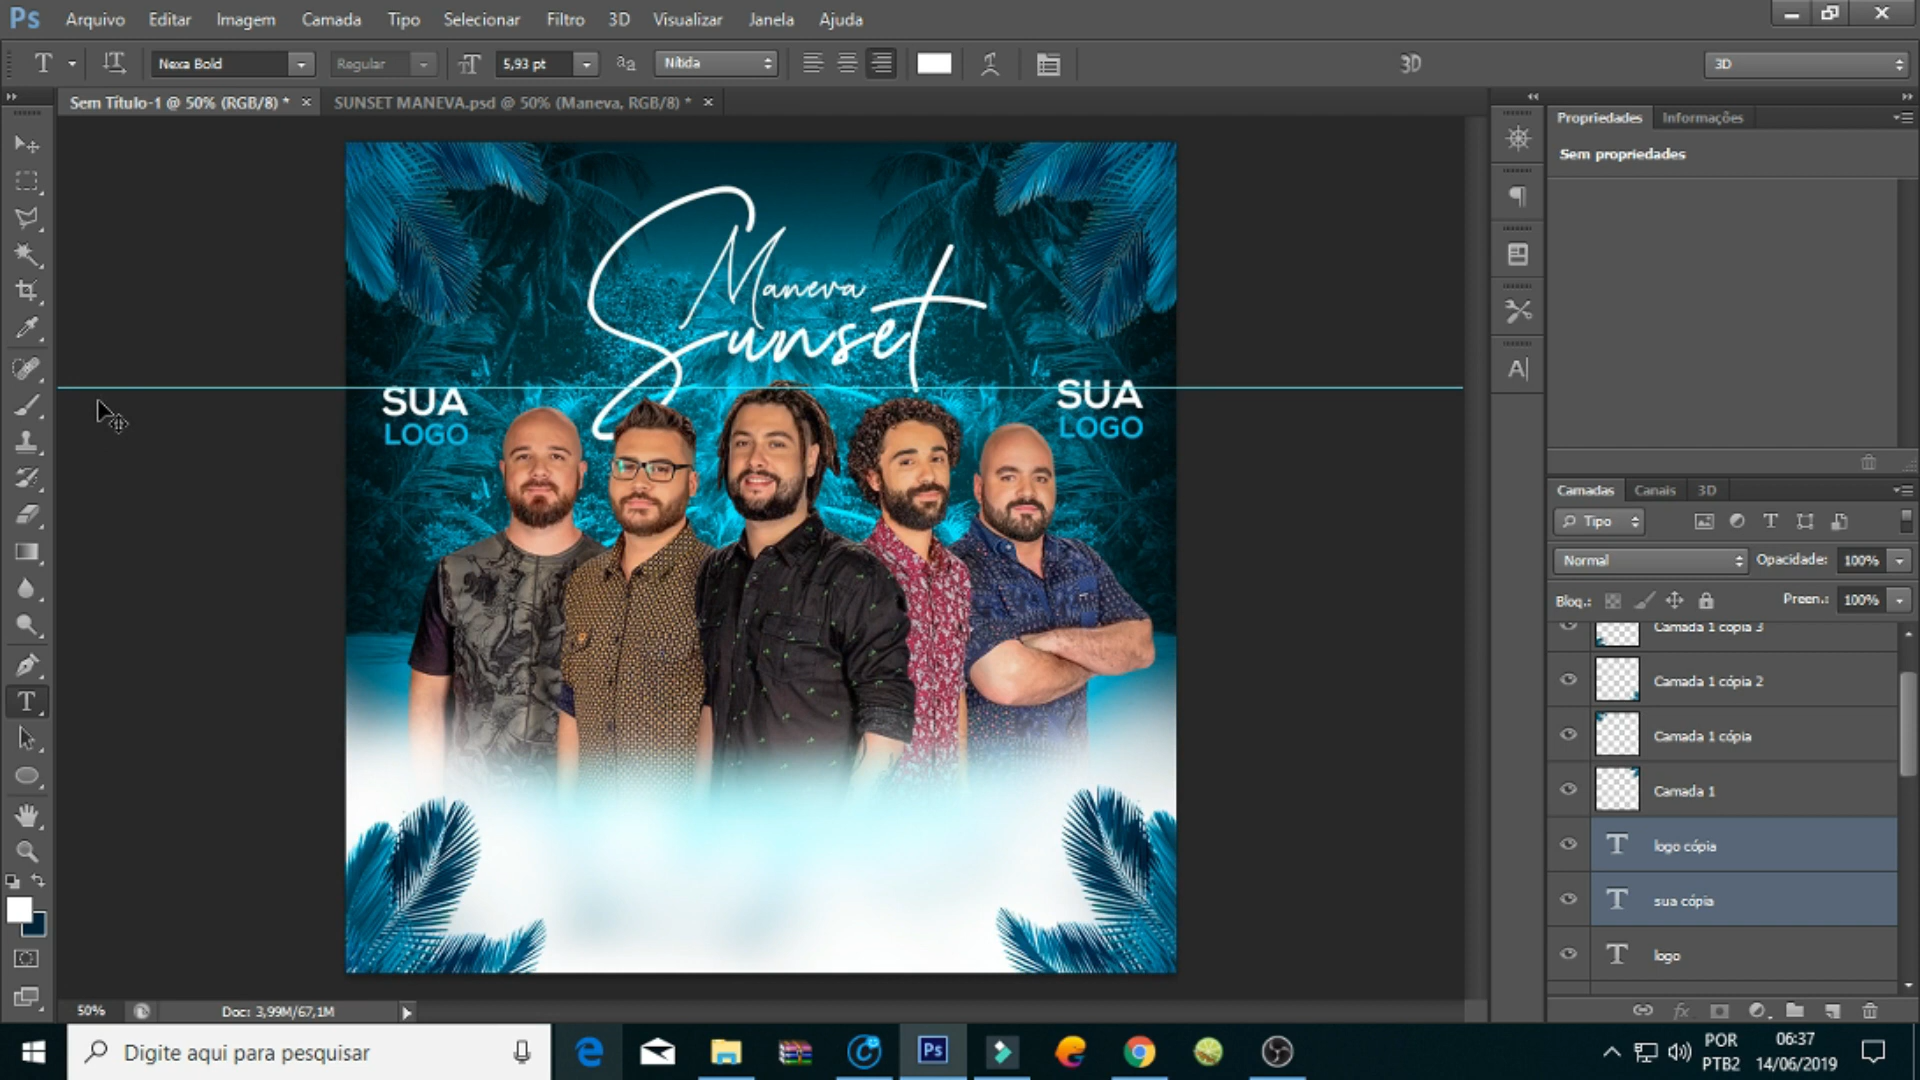 Ps Arquivo Editar Imagem Camada Tipo Selecionar Filtro 3D Visualizar Janela Ajuda
T Nexa Bold Regular 5,93 pt Nítida 3D 3D
Sem Título-1 @ 50% (RGB/8) * × SUNSET MANEVA.psd @ 50% (Maneva, RGB/8) * ×
Propriedades Informações
Sem propriedades
Maneva
Sunset
SUA
LOGO
SUA
LOGO
Camadas Canais 3D
Tipo
Normal Opacidade: 100%
Bloq.: Preen.: 100%
Camada 1 cópia 3
Camada 1 cópia 2
Camada 1 cópia
Camada 1
T logo cópia
T sua cópia
T logo
50% Doc: 3,99M/67,1M
Digite aqui para pesquisar
Ps
POR
PTB2
06:37
14/06/2019